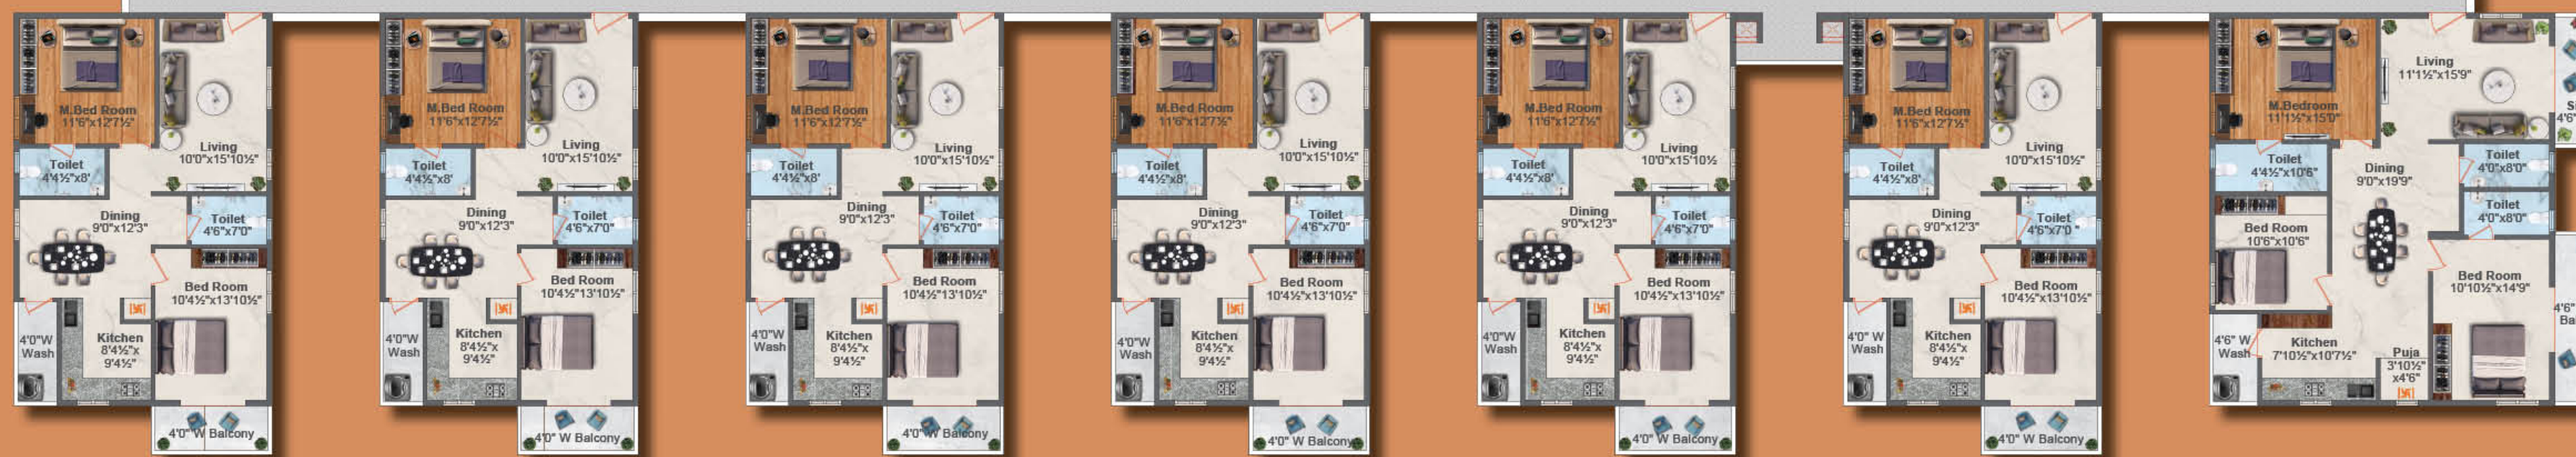 M.Bed Room
11'6"x12'7½"
Living
10'0"x15'10½"
Toilet
4'4½"x8'
Dining
9'0"x12'3"
Toilet
4'6"x7'0"
Bed Room
10'4½"x13'10½"
4'0"W
Wash
Kitchen
8'4½"x
9'4½"
4'0" W Balcony
M.Bed Room
11'6"x12'7½"
Living
10'0"x15'10½"
Toilet
4'4½"x8'
Dining
9'0"x12'3"
Toilet
4'6"x7'0"
Bed Room
10'4½"13'10½"
4'0"W
Wash
Kitchen
8'4½"x
9'4½"
4'0" W Balcony
M.Bed Room
11'6"x12'7½"
Living
10'0"x15'10½"
Toilet
4'4½"x8'
Dining
9'0"x12'3"
Toilet
4'6"x7'0"
Bed Room
10'4½"13'10½"
4'0"W
Wash
Kitchen
8'4½"x
9'4½"
4'0" W Balcony
M.Bed Room
11'6"x12'7½"
Living
10'0"x15'10½"
Toilet
4'4½"x8'
Dining
9'0"x12'3"
Toilet
4'6"x7'0"
Bed Room
10'4½"x13'10½"
4'0"W
Wash
Kitchen
8'4½"x
9'4½"
4'0" W Balcony
M.Bed Room
11'6"x12'7½"
Living
10'0"x15'10½
Toilet
4'4½"x8'
Dining
9'0"x12'3"
Toilet
4'6"x7'0"
Bed Room
10'4½"x13'10½"
4'0"W
Wash
Kitchen
8'4½"x
9'4½"
4'0" W Balcony
M.Bed Room
11'6"x12'7½"
Living
10'0"x15'10½"
Toilet
4'4½"x8'
Dining
9'0"x12'3"
Toilet
4'6"x7'0"
Bed Room
10'4½"x13'10½"
4'0" W
Wash
Kitchen
8'4½"x
9'4½"
4'0" W Balcony
Living
11'1½"x15'9"
M.Bedroom
11'1½"x15'0"
Toilet
4'4½"x10'6"
Dining
9'0"x19'9"
Toilet
4'0"x8'0"
Toilet
4'0"x8'0"
Bed Room
10'6"x10'6"
Bed Room
10'10½"x14'9"
4'6" W
Wash
Kitchen
7'10½"x10'7½"
Puja
3'10½"
x4'6"
4'6"
4'6"
Ba